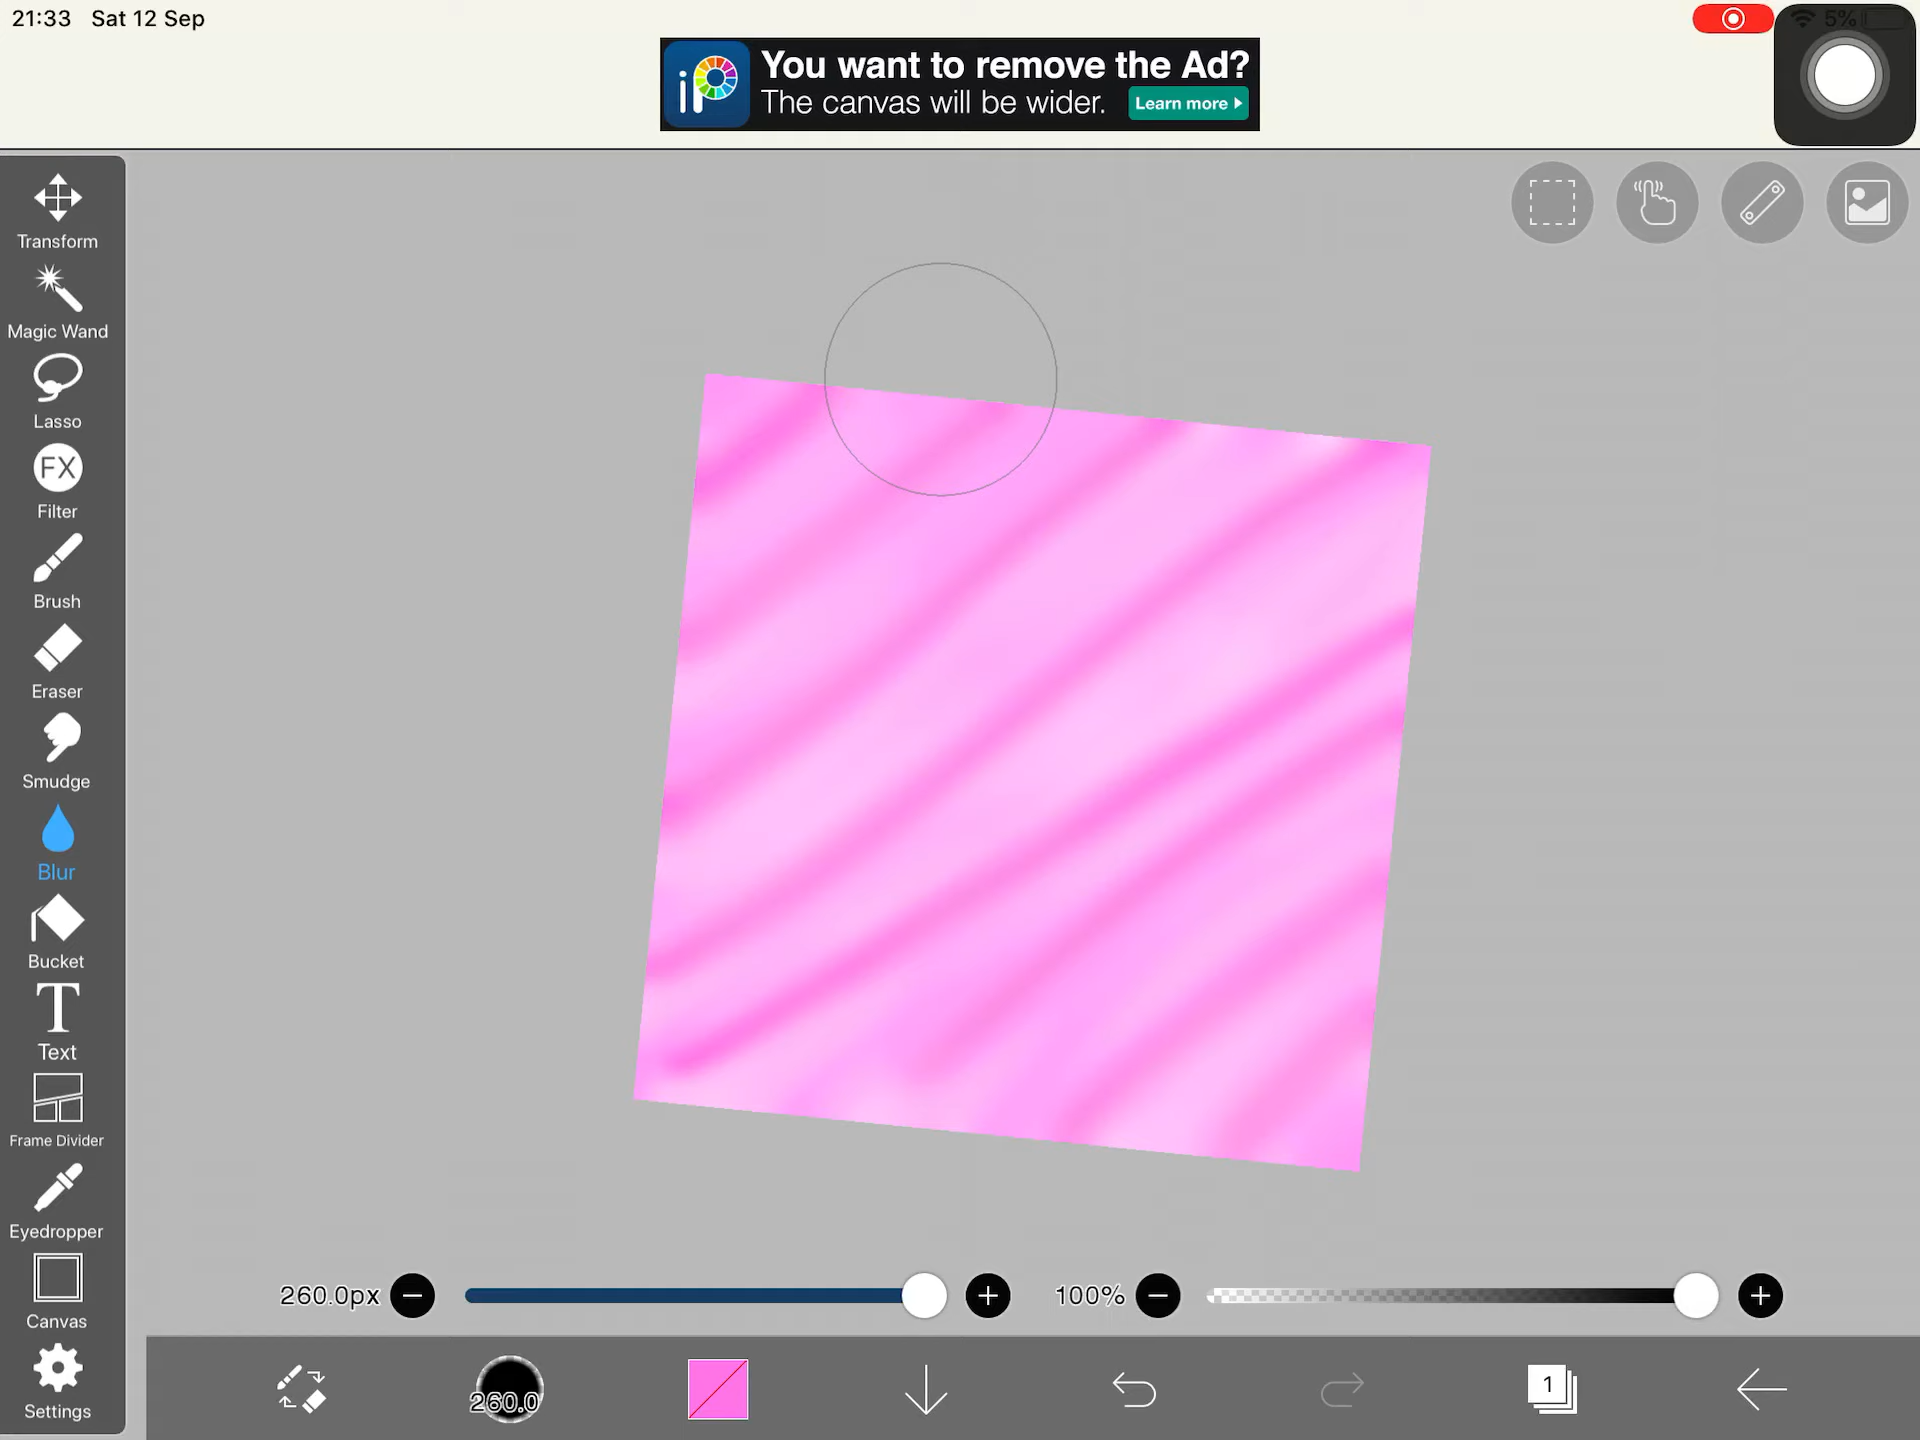 21:33 Sat 12 Sep
5%
iP
You want to remove the Ad?
The canvas will be wider.
Learn more
Transform
Magic Wand
Lasso
FX
Filter
Brush
Eraser
Smudge
Blur
Bucket
T
Text
Frame Divider
Eyedropper
Canvas
Settings
260.0px
100%
260.0
1